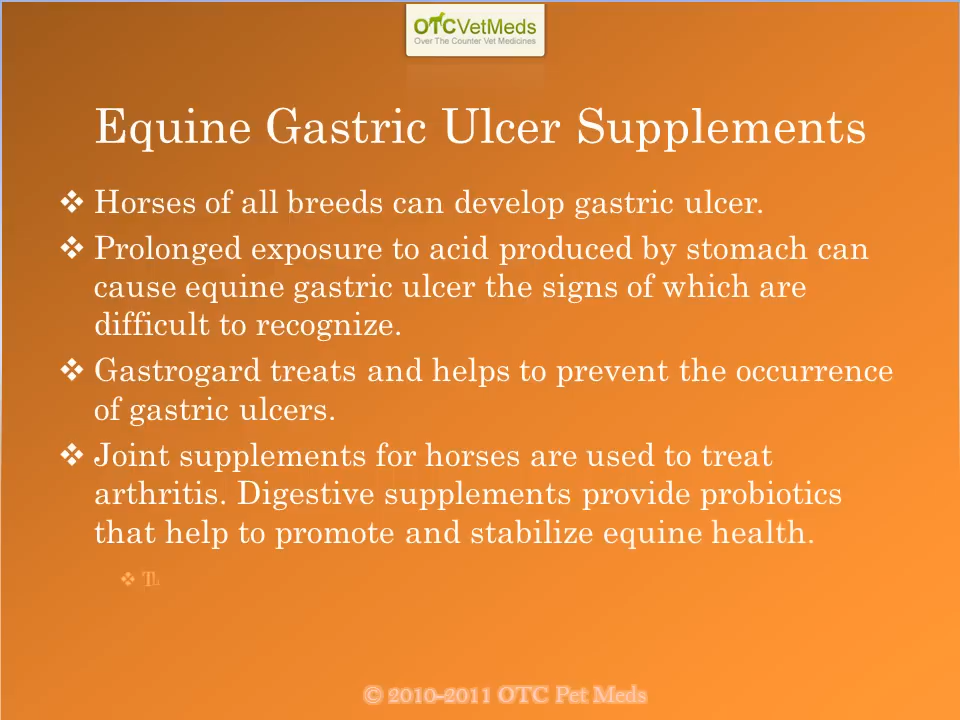 OTCVetMeds
Over The Counter Vet Medicines
Equine Gastric Ulcer Supplements
❖ Horses of all breeds can develop gastric ulcer.
❖ Prolonged exposure to acid produced by stomach can
cause equine gastric ulcer the signs of which are
difficult to recognize.
❖ Gastrogard treats and helps to prevent the occurrence
of gastric ulcers.
❖ Joint supplements for horses are used to treat
arthritis. Digestive supplements provide probiotics
that help to promote and stabilize equine health.
© 2010-2011 OTC Pet Meds